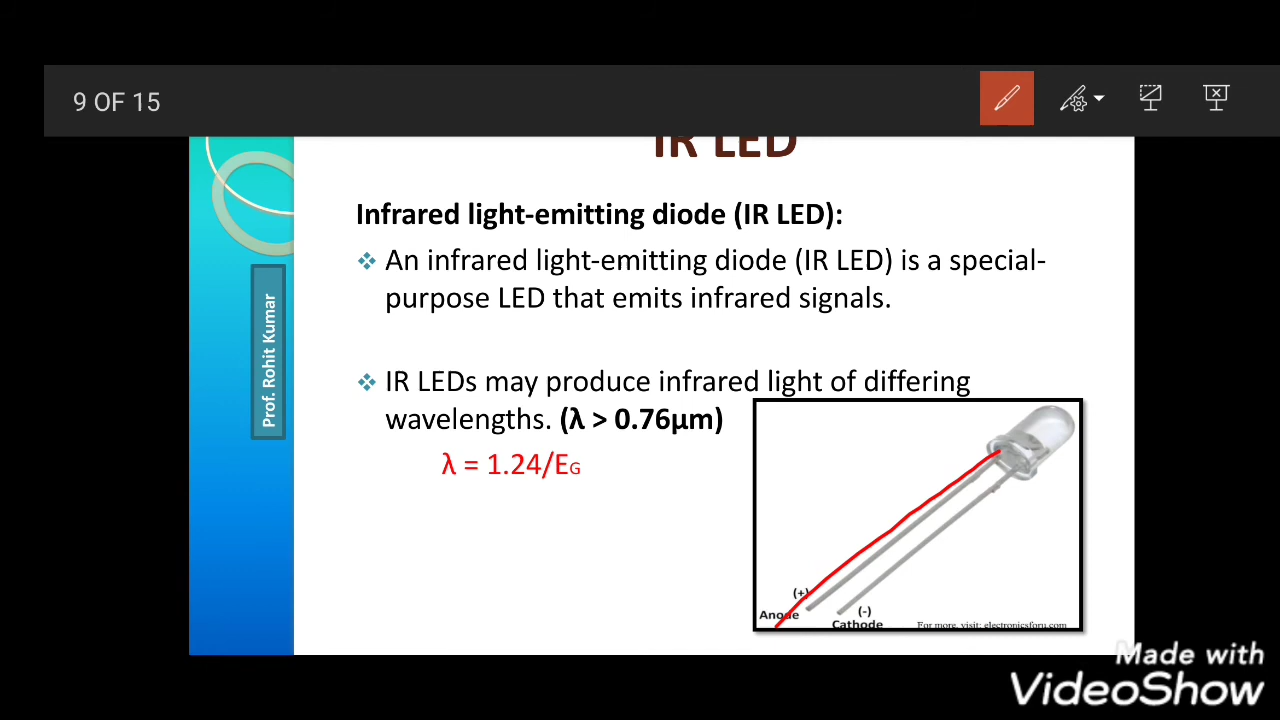 9 OF 15
IR LED
Infrared light-emitting diode (IR LED):
An infrared light-emitting diode (IR LED) is a special-
purpose LED that emits infrared signals.
IR LEDs may produce infrared light of differing
wavelengths. (λ > 0.76μm)
λ = 1.24/EG
Prof. Rohit Kumar
(+)
Anode
(-)
Cathode
For more, visit: electronicsforu.com
Made with
VideoShow